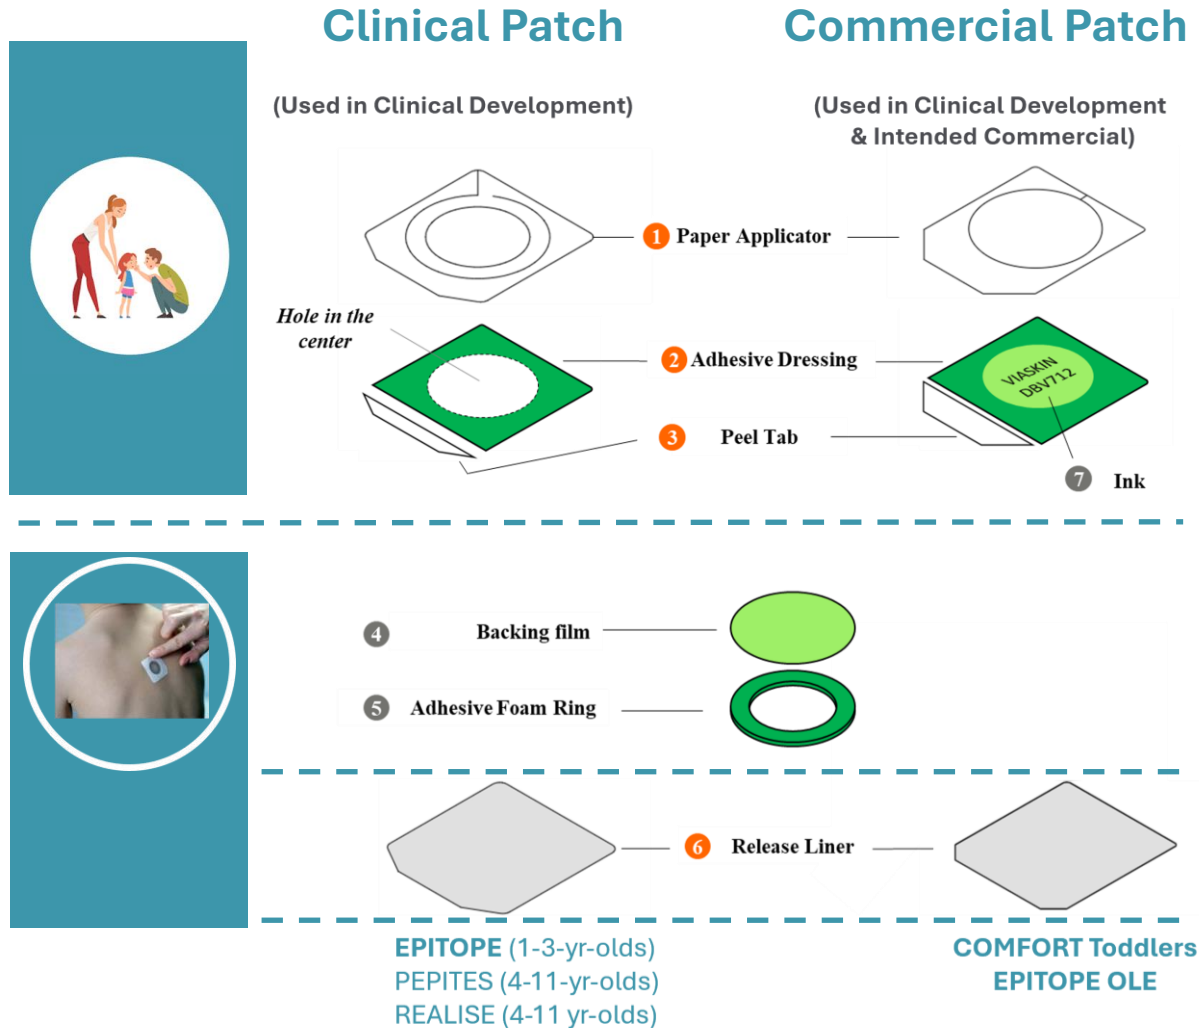 Clinical Patch
Commercial Patch
(Used in Clinical Development)
(Used in Clinical Development
& Intended Commercial)
1 Paper Applicator
Hole in the
center
2 Adhesive Dressing
VIASKIN
DBV712
3 Peel Tab
7 Ink
4 Backing film
5 Adhesive Foam Ring
6 Release Liner
EPITOPE (1-3-yr-olds)
PEPITES (4-11-yr-olds)
REALISE (4-11 yr-olds)
COMFORT Toddlers
EPITOPE OLE